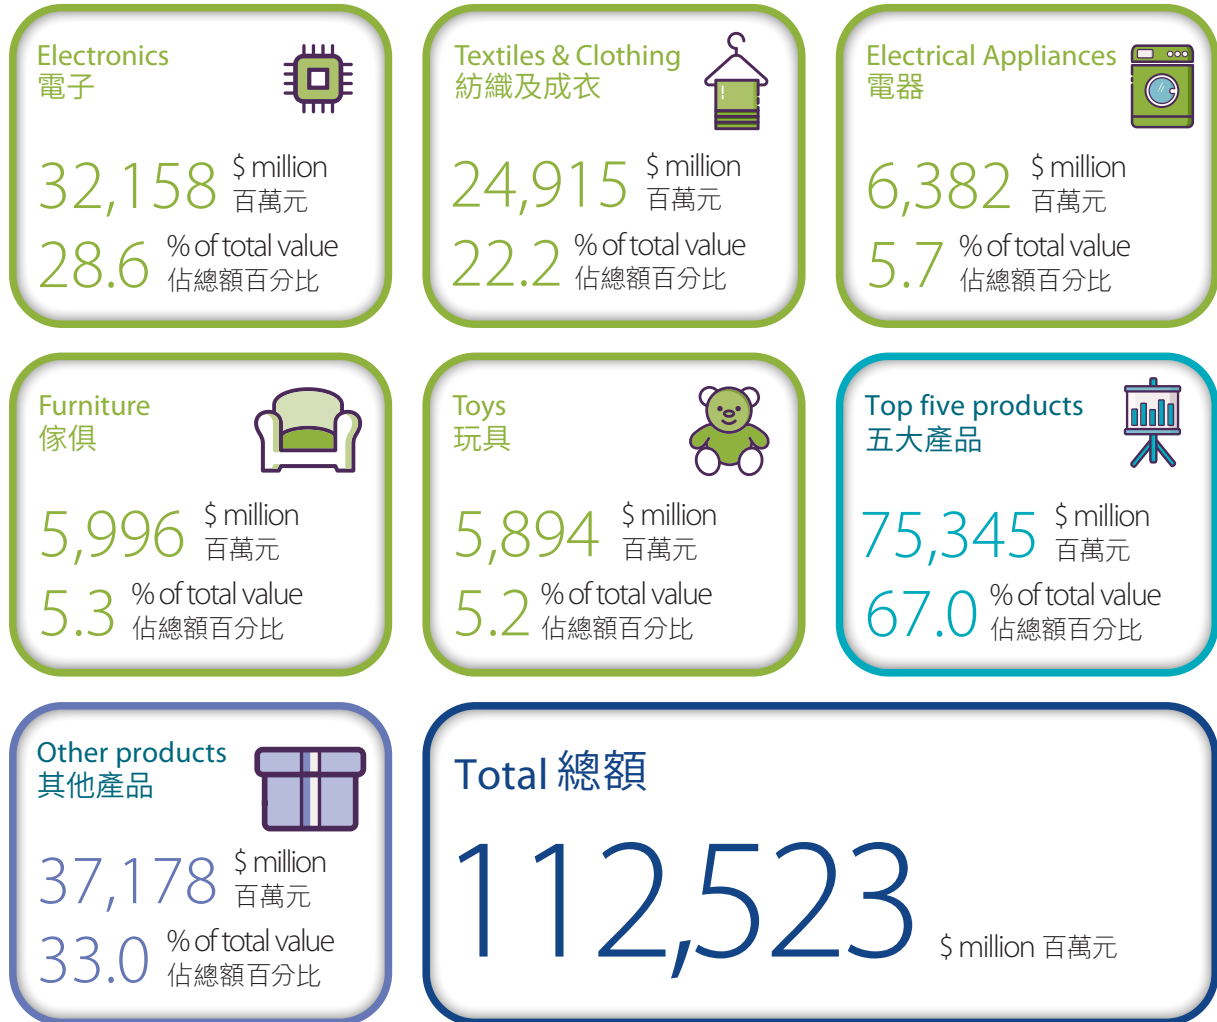 Electronics
電子
32,158 $ million
百萬元
28.6 % of total value
佔總額百分比
Textiles & Clothing
紡織及成衣
24,915 $ million
百萬元
22.2 % of total value
佔總額百分比
Electrical Appliances
電器
6,382 $ million
百萬元
5.7 % of total value
佔總額百分比
Furniture
傢俱
5,996 $ million
百萬元
5.3 % of total value
佔總額百分比
Toys
玩具
5,894 $ million
百萬元
5.2 % of total value
佔總額百分比
Top five products
五大產品
75,345 $ million
百萬元
67.0 % of total value
佔總額百分比
Other products
其他產品
37,178 $ million
百萬元
33.0 % of total value
佔總額百分比
Total 總額
112,523 $ million 百萬元